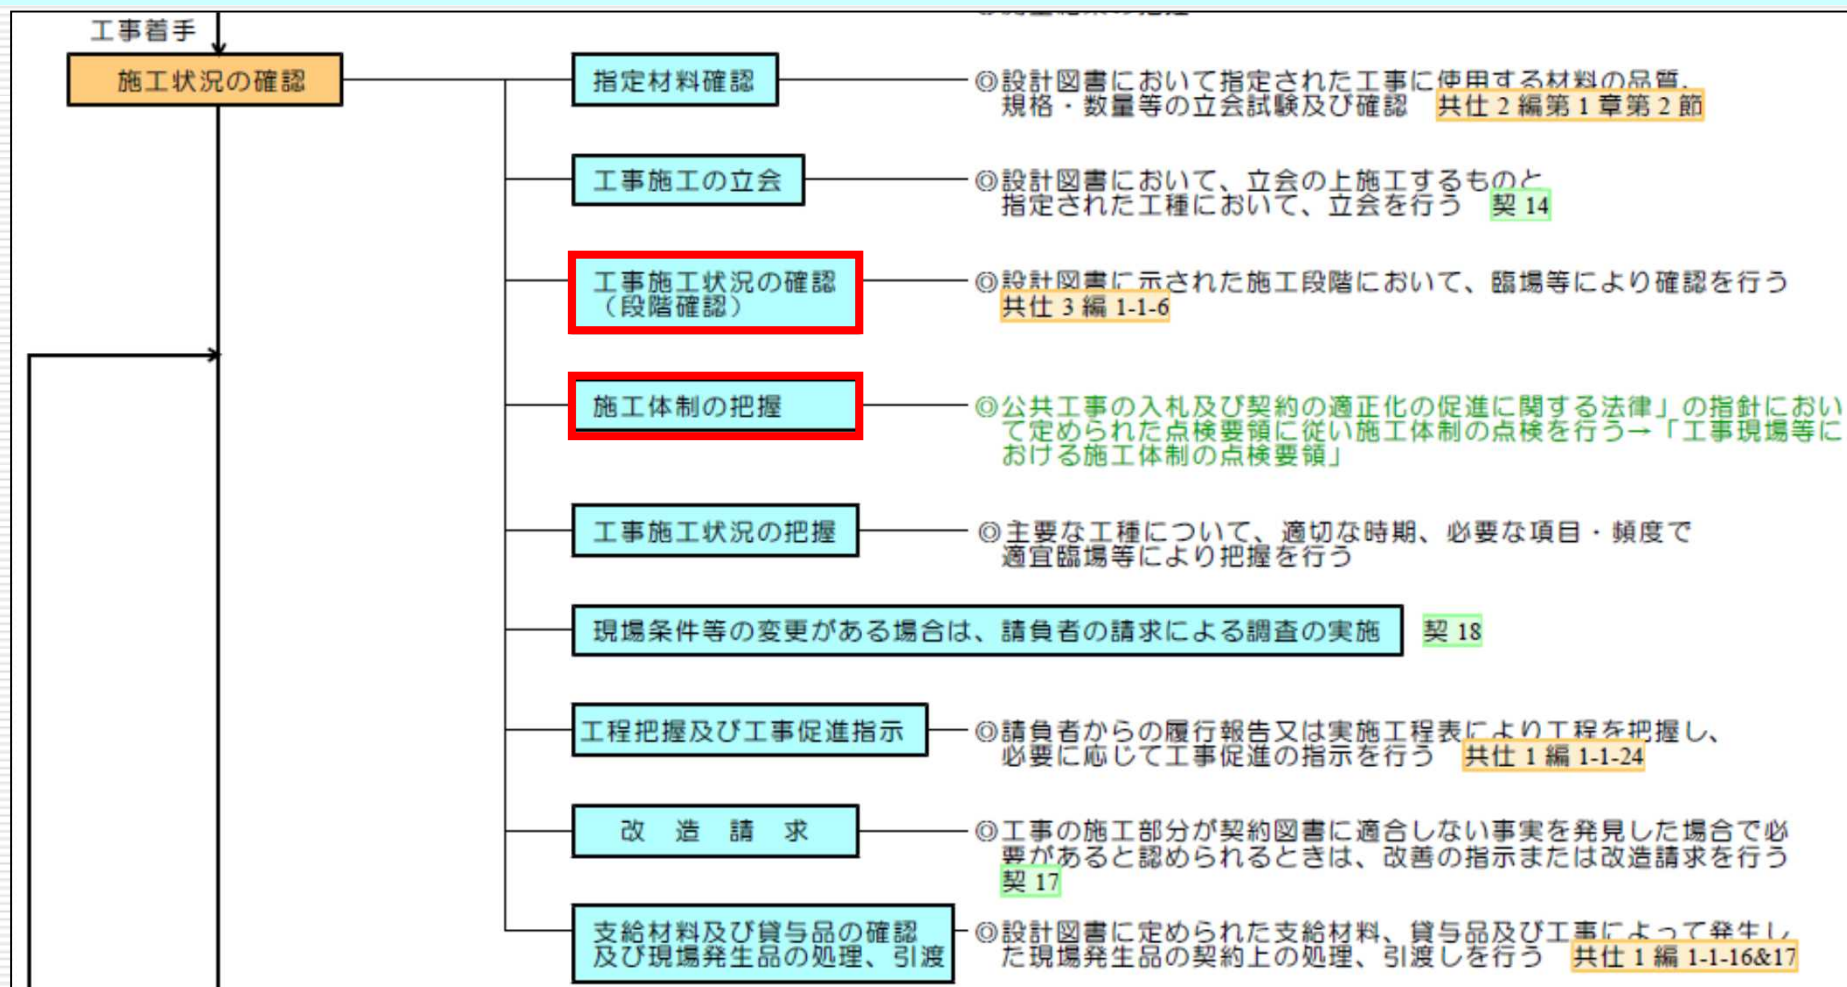 工事着手
施工状況の確認
指定材料確認
◎設計図書において指定された工事に使用する材料の品質、
規格・数量等の立会試験及び確認 共仕 2 編第 1 章第 2 節
工事施工の立会
◎設計図書において、立会の上施工するものと
指定された工種において、立会を行う 契 14
工事施工状況の確認
（段階確認）
◎設計図書に示された施工段階において、臨場等により確認を行う
共仕 3 編 1-1-6
施工体制の把握
◎公共工事の入札及び契約の適正化の促進に関する法律」の指針におい
て定められた点検要領に従い施工体制の点検を行う→「工事現場等に
おける施工体制の点検要領」
工事施工状況の把握
◎主要な工種について、適切な時期、必要な項目・頻度で
適宜臨場等により把握を行う
現場条件等の変更がある場合は、請負者の請求による調査の実施 契 18
工程把握及び工事促進指示
◎請負者からの履行報告又は実施工程表により工程を把握し、
必要に応じて工事促進の指示を行う 共仕 1 編 1-1-24
改 造 請 求
◎工事の施工部分が契約図書に適合しない事実を発見した場合で必
要があると認められるときは、改善の指示または改造請求を行う
契 17
支給材料及び貸与品の確認
及び現場発生品の処理、引渡
◎設計図書に定められた支給材料、貸与品及び工事によって発生し
た現場発生品の契約上の処理、引渡しを行う 共仕 1 編 1-1-16&17